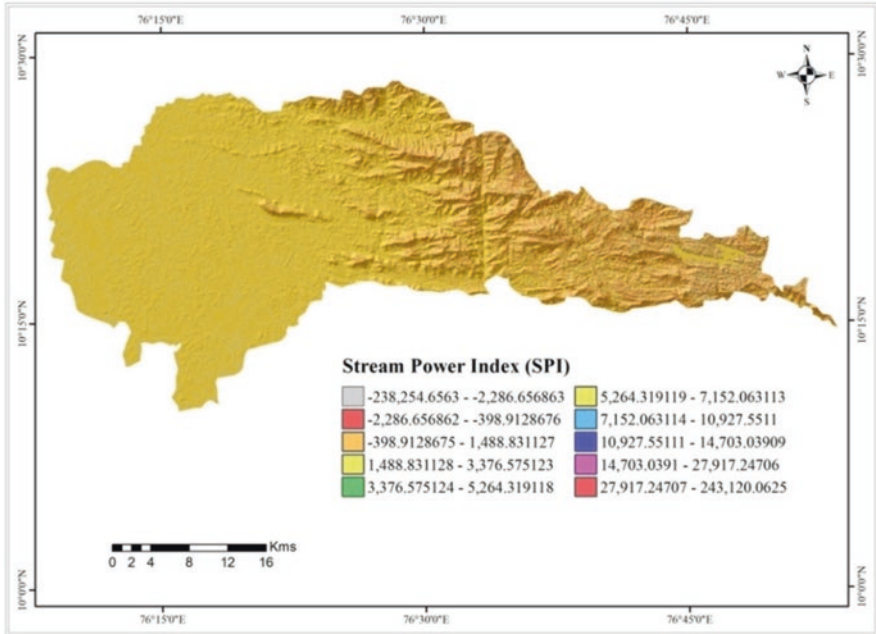 76°15'0"E 76°30'0"E 76°45'0"E
10°30'0"N 10°30'0"N
N
W E
S
10°15'0"N 10°15'0"N
Stream Power Index (SPI)
-238,254.6563 - -2,286.656863 5,264.319119 - 7,152.063113
-2,286.656862 - -398.9128676 7,152.063114 - 10,927.5511
-398.9128675 - 1,488.831127 10,927.55111 - 14,703.03909
1,488.831128 - 3,376.575123 14,703.0391 - 27,917.24706
3,376.575124 - 5,264.319118 27,917.24707 - 243,120.0625
Kms
0 2 4 8 12 16
10°0'0"N 10°0'0"N
76°15'0"E 76°30'0"E 76°45'0"E